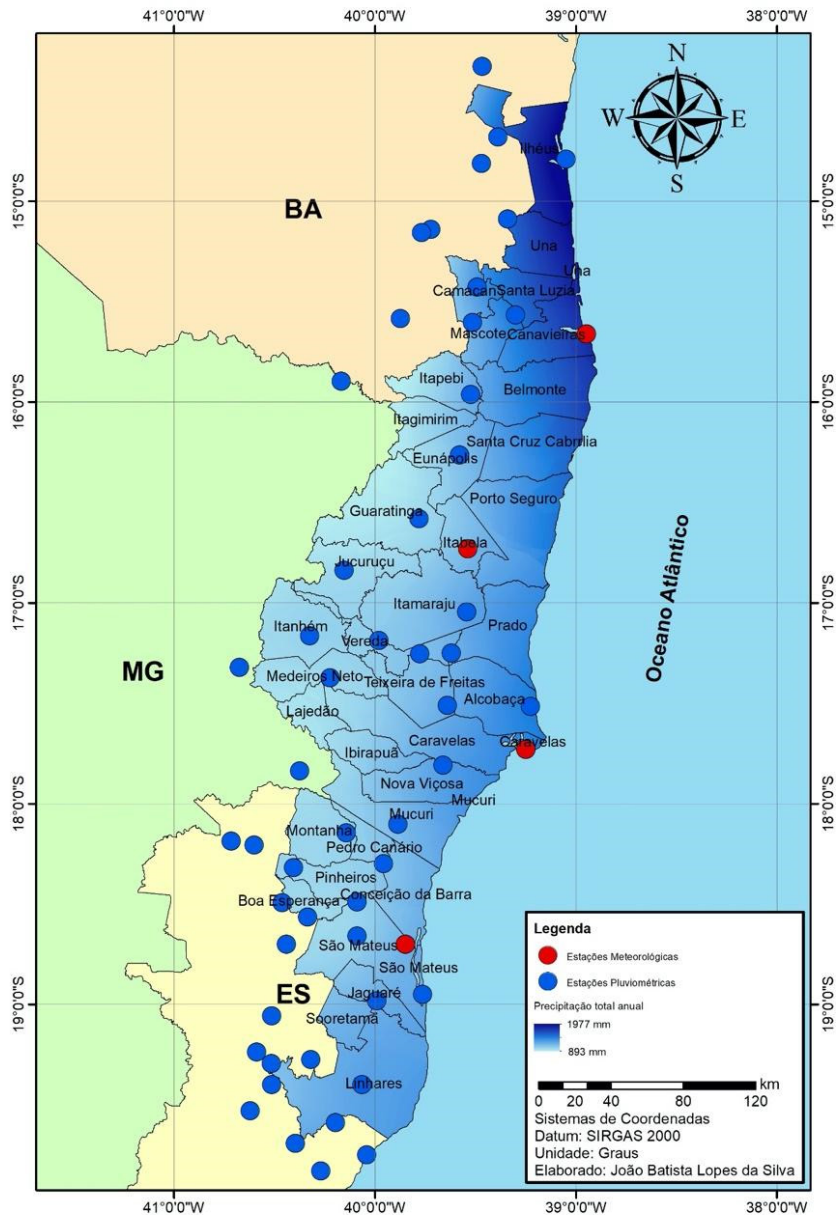 41°0'0"W 40°0'0"W 39°0'0"W 38°0'0"W
N
W E
S
Ilhéus
15°0'0"S 15°0'0"S
BA
Una
Una
Camacan Santa Luzia
Mascote Canavieiras
Itapebi
Belmonte
16°0'0"S 16°0'0"S
Itagimirim
Santa Cruz Cabrília
Eunápolis
Porto Seguro
Guaratinga
Itabela
Jucuruçu
Oceano Atlântico
17°0'0"S 17°0'0"S
Itamaraju
Itanhém Prado
Vereda
MG
Medeiros Neto Teixeira de Freitas
Alcobaça
Lajedão
Caravelas Caravelas
Ibirapuã
Nova Viçosa
Mucuri
18°0'0"S 18°0'0"S
Mucuri
Montanha
Pedro Canário
Pinheiros
Boa Esperança Conceição da Barra
São Mateus
São Mateus
ES
Jaguaré
19°0'0"S 19°0'0"S
Sooretama
Linhares
Legenda
Estações Meteorológicas
Estações Pluviométricas
Precipitação total anual
1977 mm
893 mm
km
0 20 40 80 120
Sistemas de Coordenadas
Datum: SIRGAS 2000
Unidade: Graus
Elaborado: João Batista Lopes da Silva
41°0'0"W 40°0'0"W 39°0'0"W 38°0'0"W